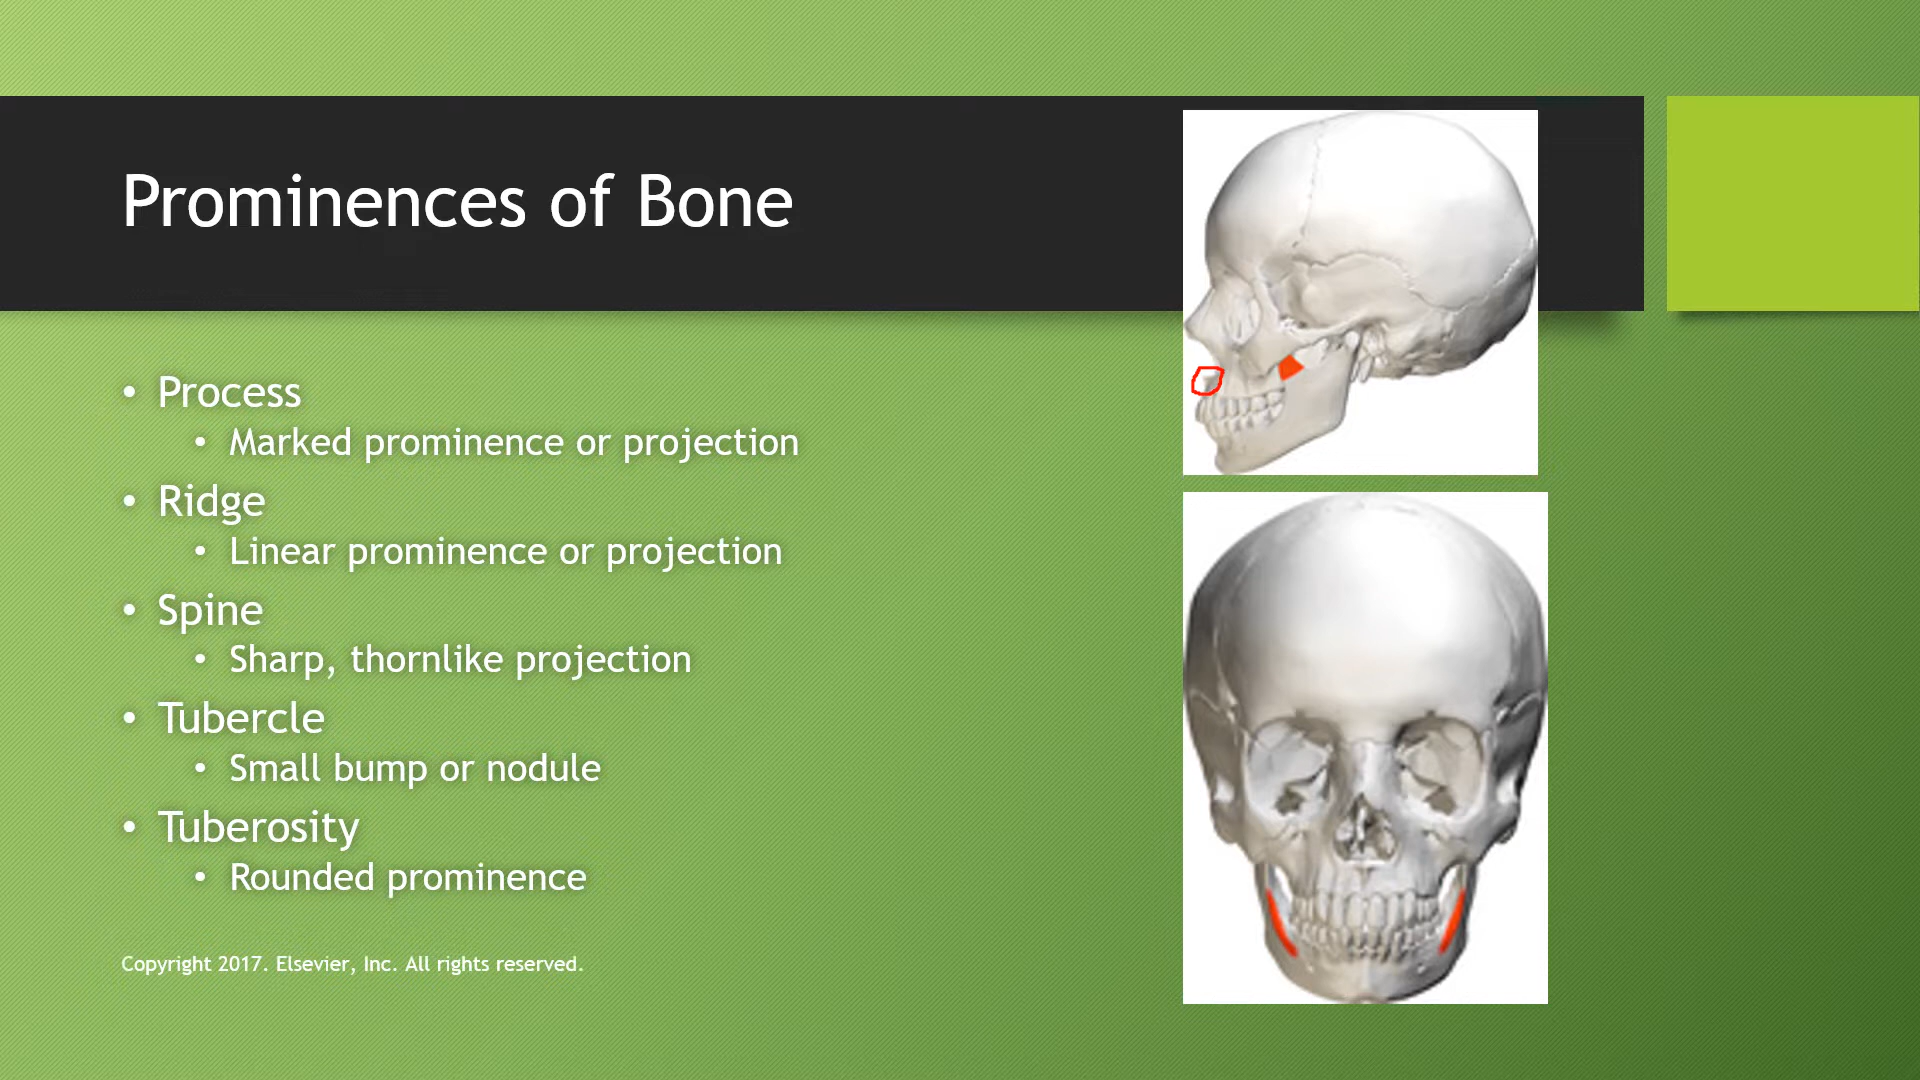 Prominences of Bone
• Process
• Marked prominence or projection
• Ridge
• Linear prominence or projection
• Spine
• Sharp, thornlike projection
• Tubercle
• Small bump or nodule
• Tuberosity
• Rounded prominence
Copyright 2017. Elsevier, Inc. All rights reserved.